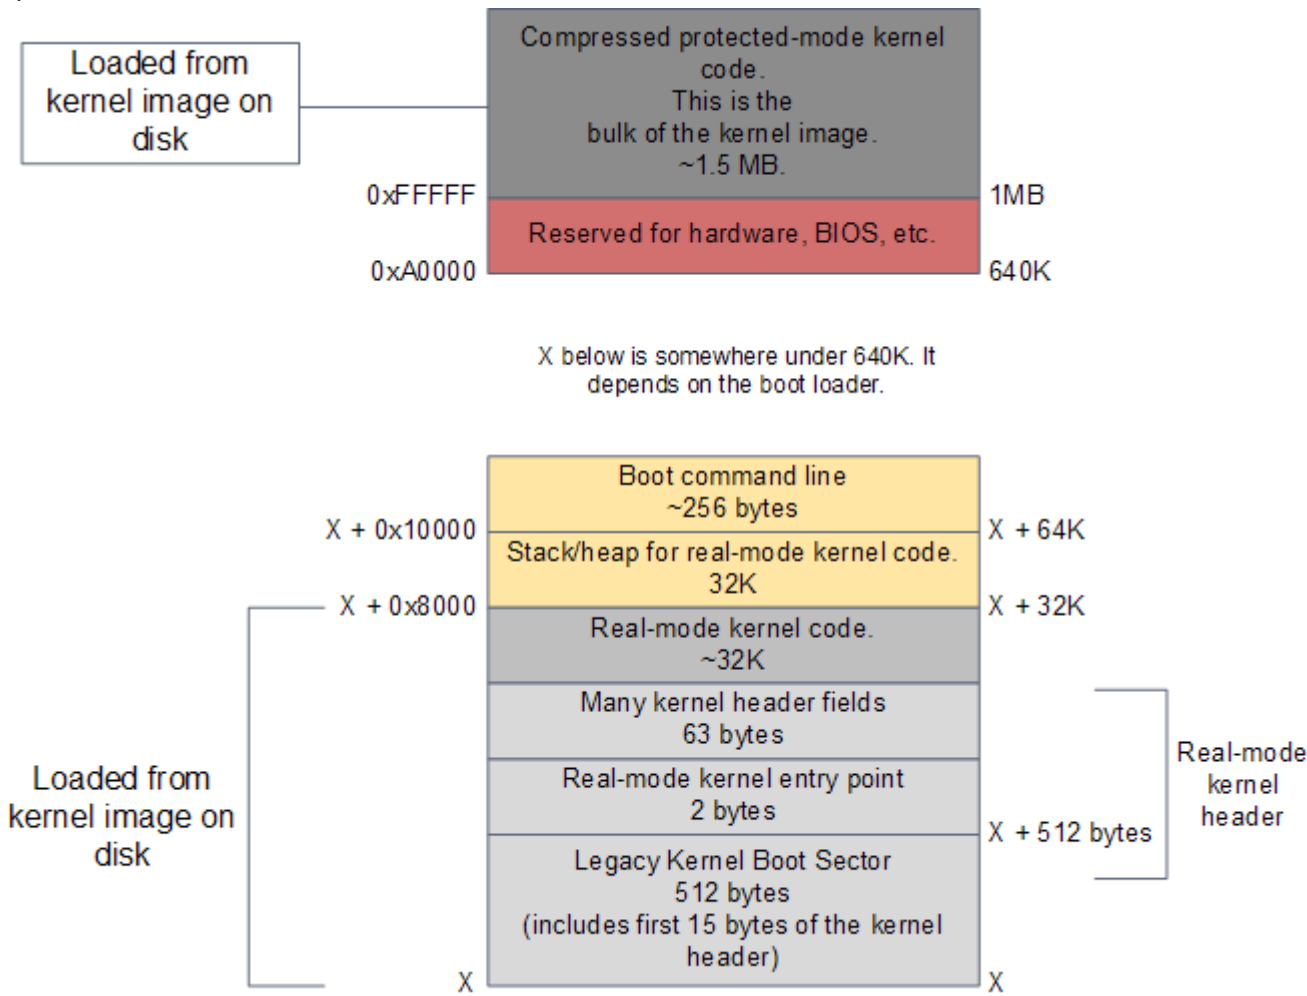 Compressed protected-mode kernel
code.
This is the
bulk of the kernel image.
~1.5 MB.
Loaded from
kernel image on
disk
0xFFFFF
1MB
Reserved for hardware, BIOS, etc.
0xA0000
640K
X below is somewhere under 640K. It
depends on the boot loader.
Boot command line
~256 bytes
X + 0x10000
X + 64K
Stack/heap for real-mode kernel code.
32K
X + 0x8000
X + 32K
Real-mode kernel code.
~32K
Many kernel header fields
63 bytes
Real-mode kernel entry point
2 bytes
X + 512 bytes
Real-mode
kernel
header
Loaded from
kernel image on
disk
Legacy Kernel Boot Sector
512 bytes
(includes first 15 bytes of the kernel
header)
X
X